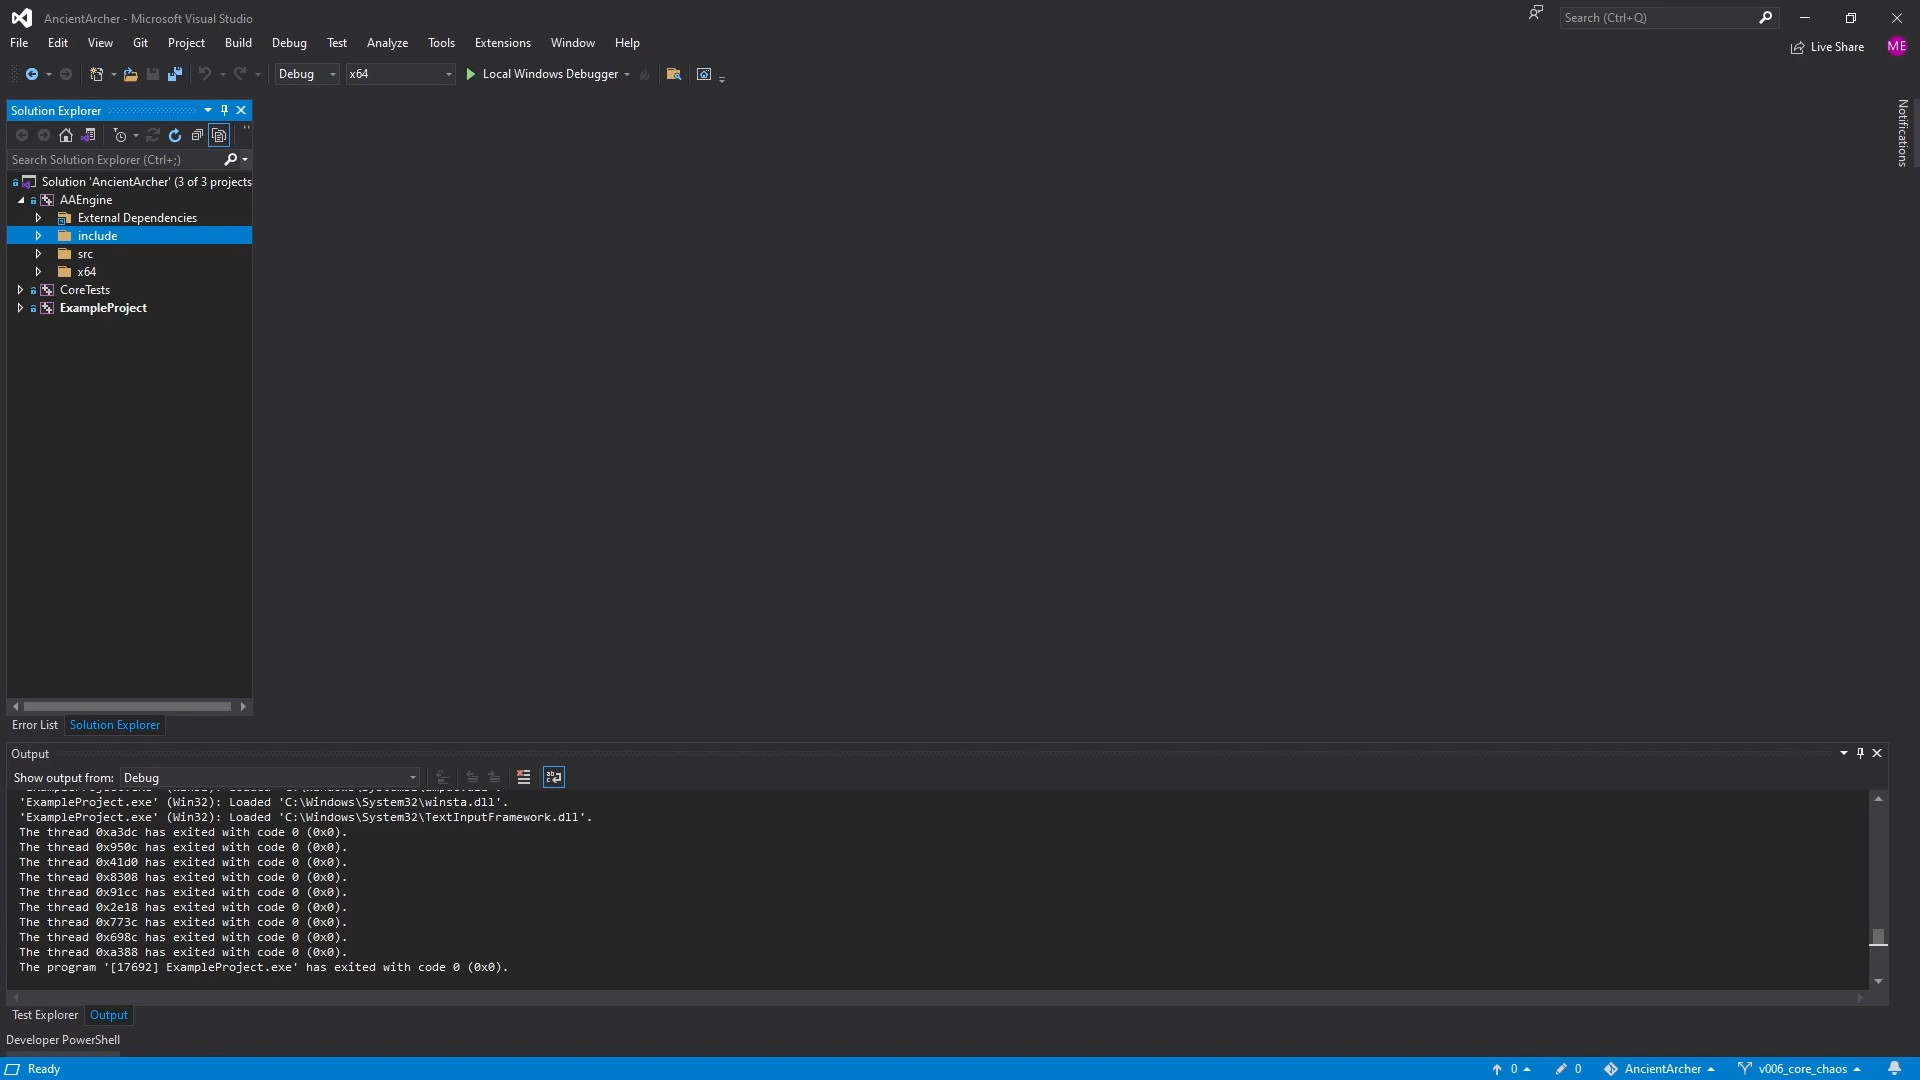 AncientArcher - Microsoft Visual Studio
Search (Ctrl+Q)
File Edit View Git Project Build Debug Test Analyze Tools Extensions Window Help
Live Share
ME
Debug
x64
Local Windows Debugger
Notifications
Solution Explorer
Search Solution Explorer (Ctrl+;)
Solution 'AncientArcher' (3 of 3 projects
AAEngine
External Dependencies
include
src
x64
CoreTests
ExampleProject
Error List
Solution Explorer
Output
Show output from: Debug
'ExampleProject.exe' (Win32): Loaded 'C:\Windows\System32\winsta.dll'.
'ExampleProject.exe' (Win32): Loaded 'C:\Windows\System32\TextInputFramework.dll'.
The thread 0xa3dc has exited with code 0 (0x0).
The thread 0x950c has exited with code 0 (0x0).
The thread 0x41d0 has exited with code 0 (0x0).
The thread 0x8308 has exited with code 0 (0x0).
The thread 0x91cc has exited with code 0 (0x0).
The thread 0x2e18 has exited with code 0 (0x0).
The thread 0x773c has exited with code 0 (0x0).
The thread 0x698c has exited with code 0 (0x0).
The thread 0xa388 has exited with code 0 (0x0).
The program '[17692] ExampleProject.exe' has exited with code 0 (0x0).
Test Explorer
Output
Developer PowerShell
Ready
0
0
AncientArcher
v006_core_chaos